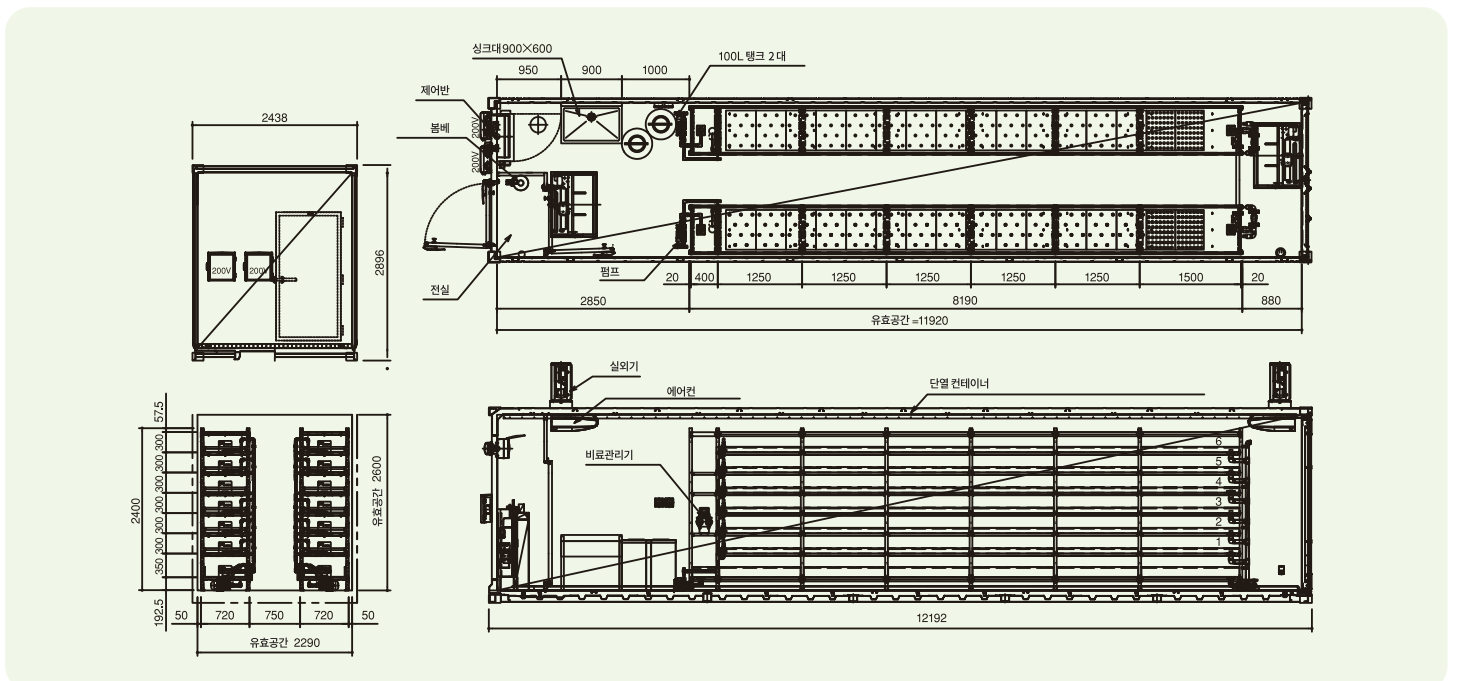 2438
2896
200V
200V
싱크대900×600
100L 탱크 2대
950
900
1000
제어반
봄베
200V
200V
전실
펌프
20
400
1250
1250
1250
1250
1250
1500
20
2850
8190
880
유효공간 =11920
57.5
300
300
300
300
300
300
350
192.5
2400
유효공간 2600
50
720
750
720
50
유효공간 2290
실외기
에어컨
단열 컨테이너
비료관리기
6
5
4
3
2
1
12192